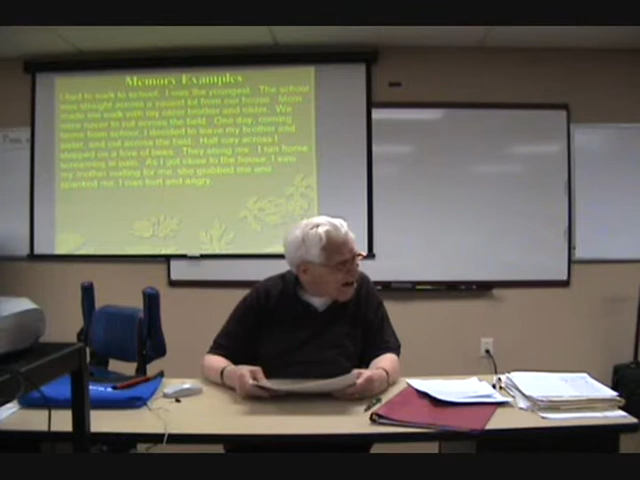 Memory Examples
I had to walk to school. I was the youngest. The school
was straight across a square lot from our house. Mom
made me walk with my older brother and sister. We
were never to cut across the field. One day, coming
home from school, I decided to leave my brother and
sister, and cut across the field. Half way across I
stepped on a hive of bees. They stung me. I ran home
screaming in pain. As I got close to the house, I saw
my mother waiting for me, she grabbed me and
spanked me. I was hurt and angry.